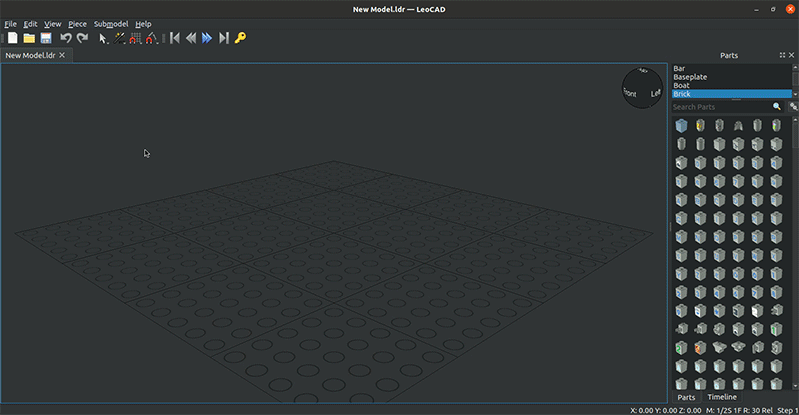 New Model.ldr — LeoCAD
File Edit View Piece Submodel Help
New Model.ldr
Parts
Bar
Baseplate
Boat
Brick
Search Parts
Front Left
Parts Timeline
X: 0.00 Y: 0.00 Z: 0.00 M: 1/2S 1F R: 30 Rel Step 1